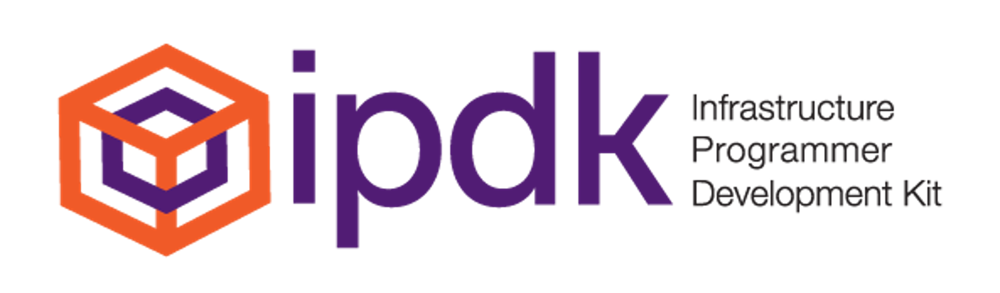 ipdk
Infrastructure
Programmer
Development Kit